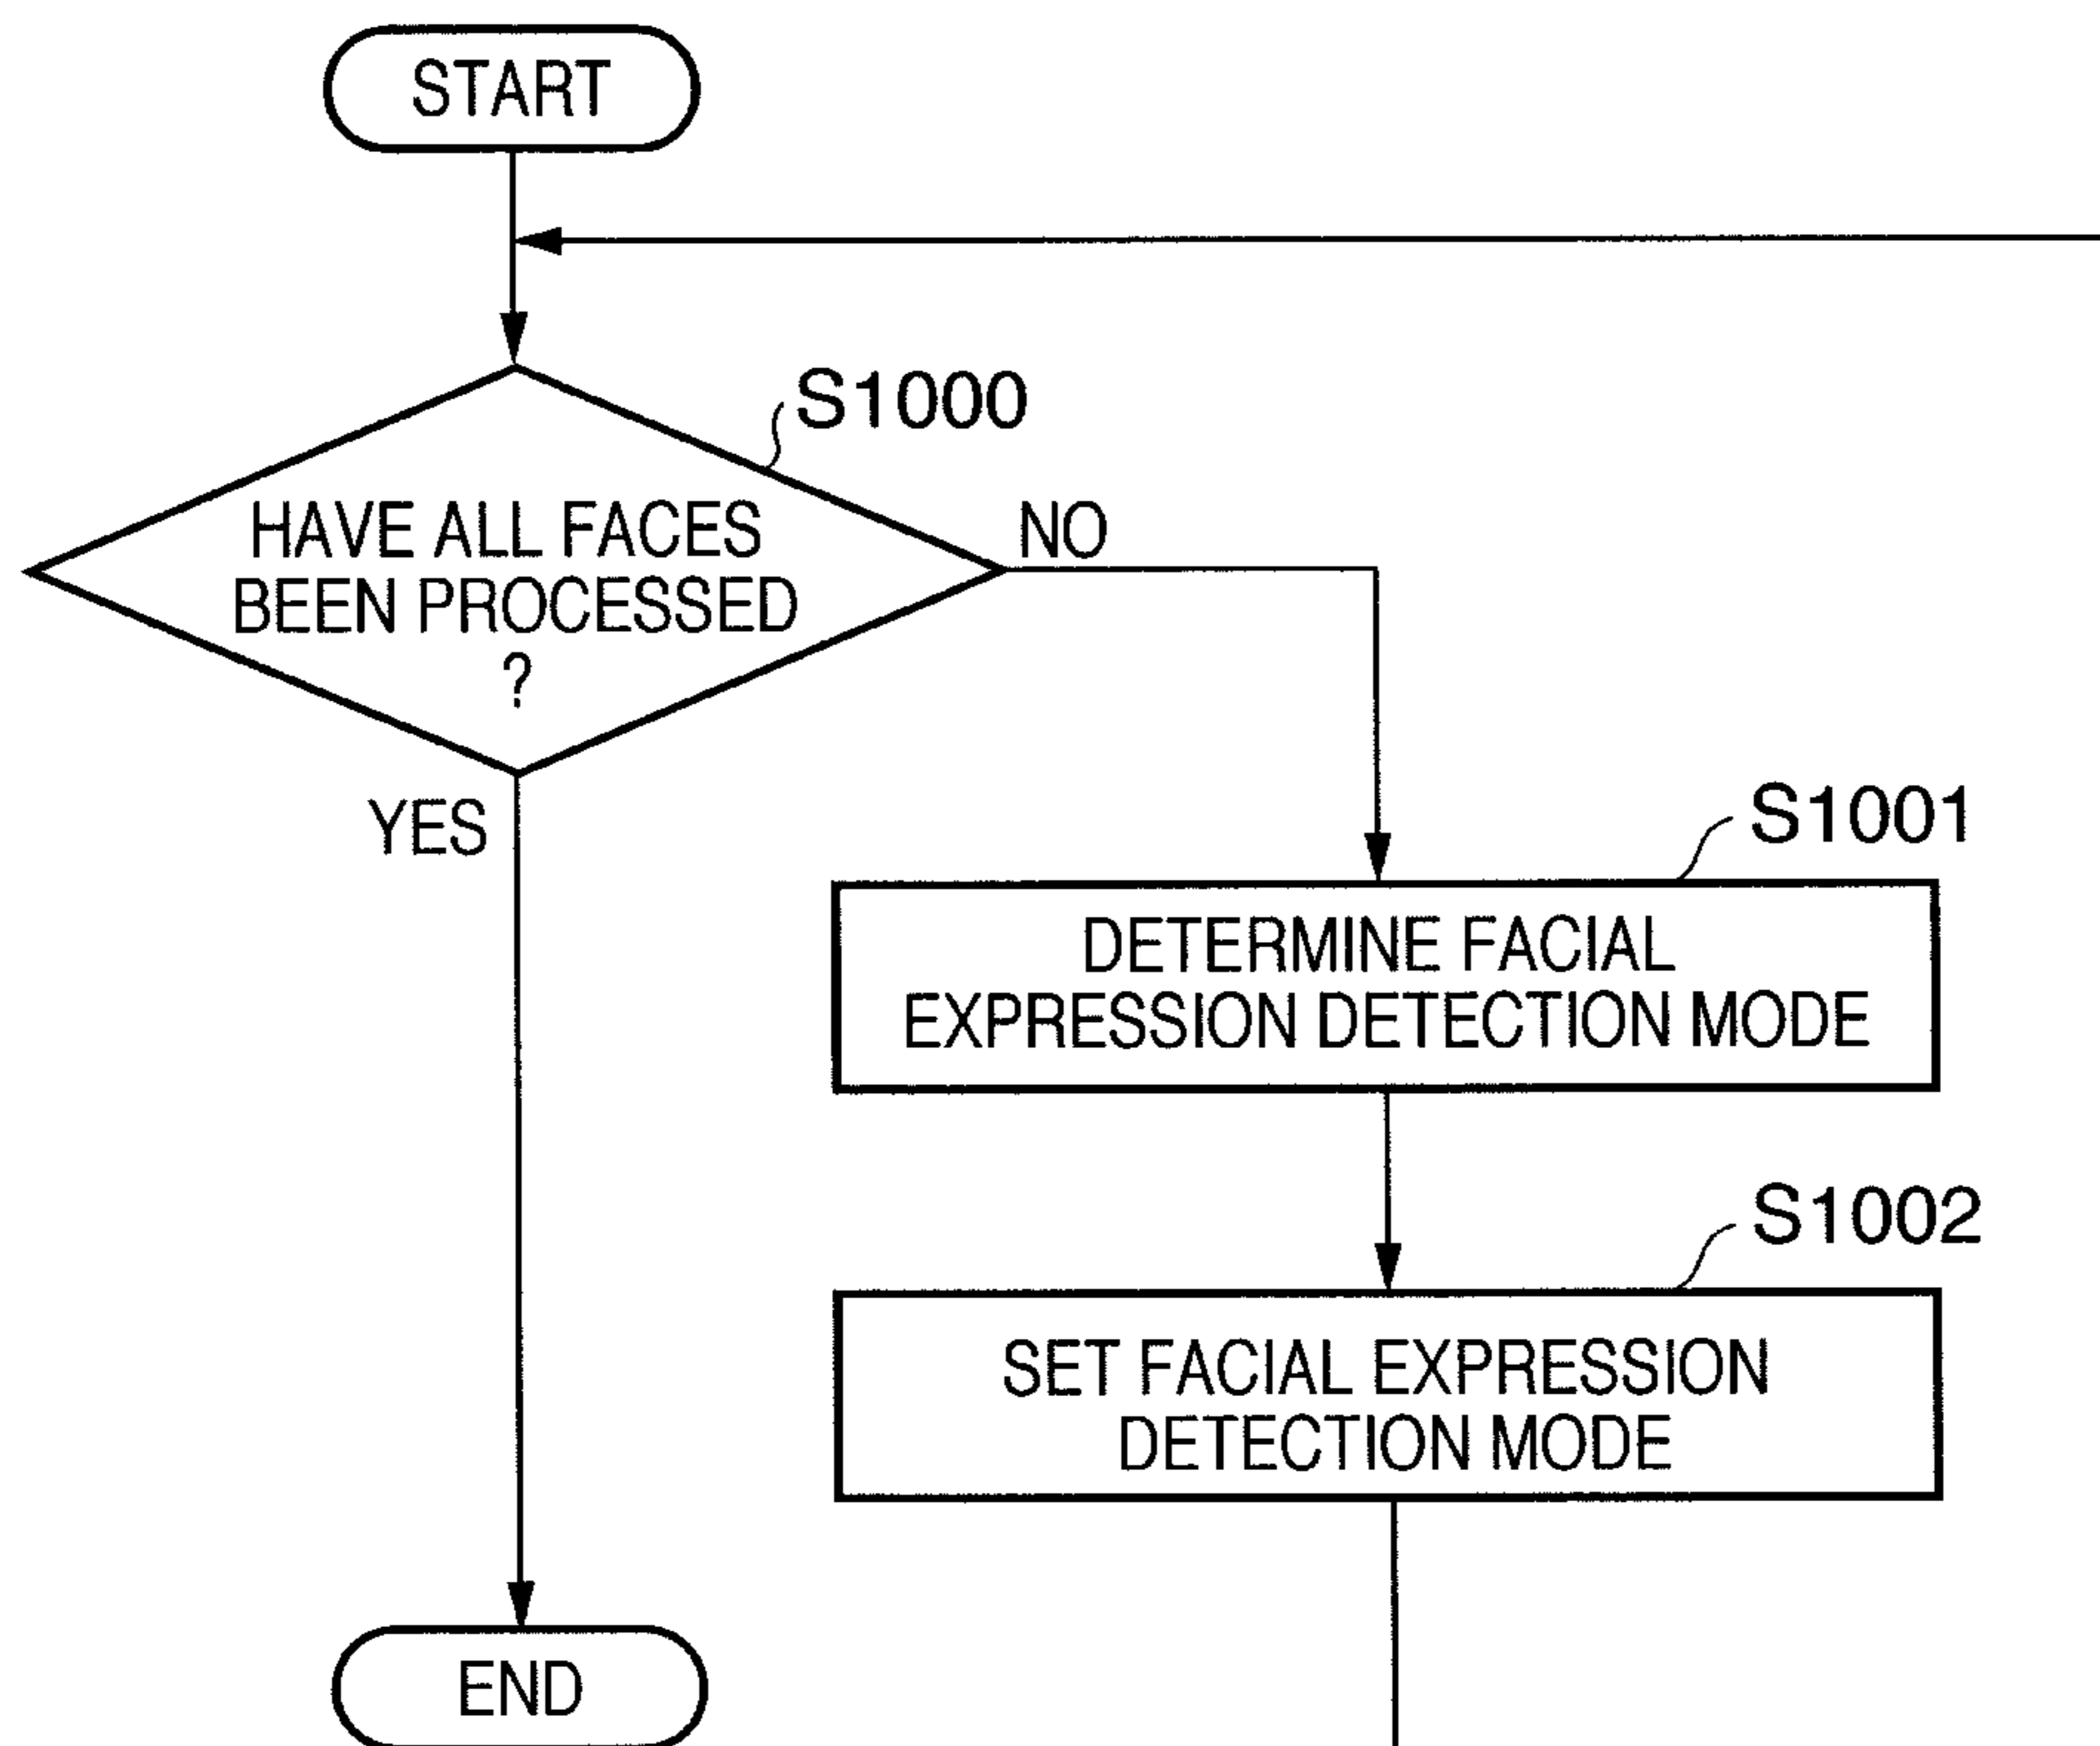 START
S1000
HAVE ALL FACES
BEEN PROCESSED
?
NO
YES
S1001
DETERMINE FACIAL
EXPRESSION DETECTION MODE
S1002
SET FACIAL EXPRESSION
DETECTION MODE
END